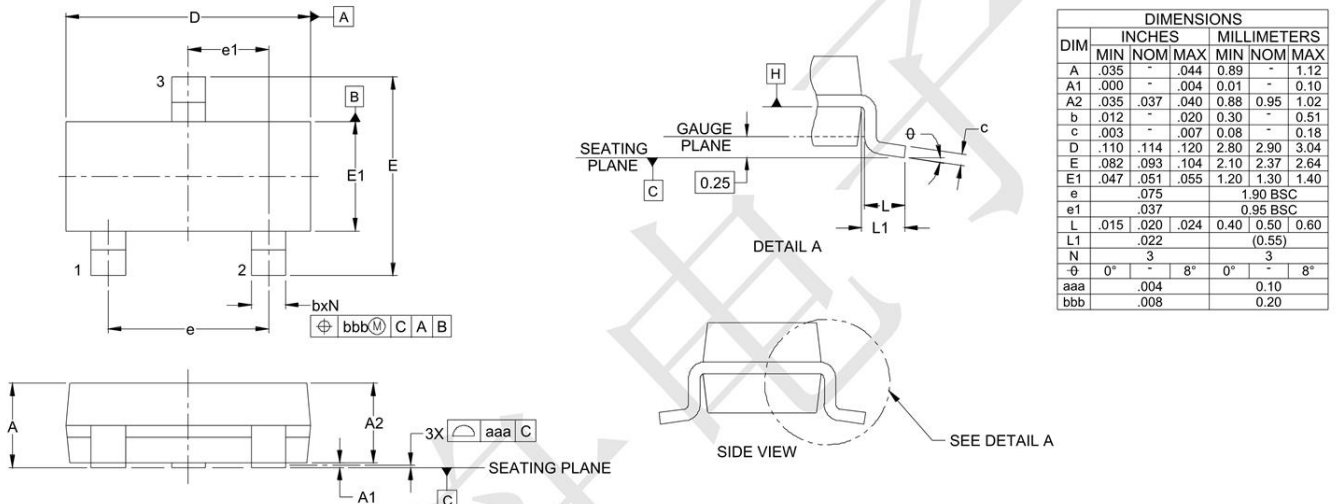 D
A
e1
3
B
E1
E
1
2
bxN
⌖ bbbⓂ C A B
e
A
A2
3X ⌓ aaa C
SEATING PLANE
A1
C
H
GAUGE
PLANE
SEATING
PLANE
C
0.25
θ
c
L
L1
DETAIL A
SIDE VIEW
SEE DETAIL A
DIMENSIONS
DIM INCHES MILLIMETERS
MIN NOM MAX MIN NOM MAX
A .035 - .044 0.89 - 1.12
A1 .000 - .004 0.01 - 0.10
A2 .035 .037 .040 0.88 0.95 1.02
b .012 - .020 0.30 - 0.51
c .003 - .007 0.08 - 0.18
D .110 .114 .120 2.80 2.90 3.04
E .082 .093 .104 2.10 2.37 2.64
E1 .047 .051 .055 1.20 1.30 1.40
e .075 1.90 BSC
e1 .037 0.95 BSC
L .015 .020 .024 0.40 0.50 0.60
L1 .022 (0.55)
N 3 3
θ 0° - 8° 0° - 8°
aaa .004 0.10
bbb .008 0.20